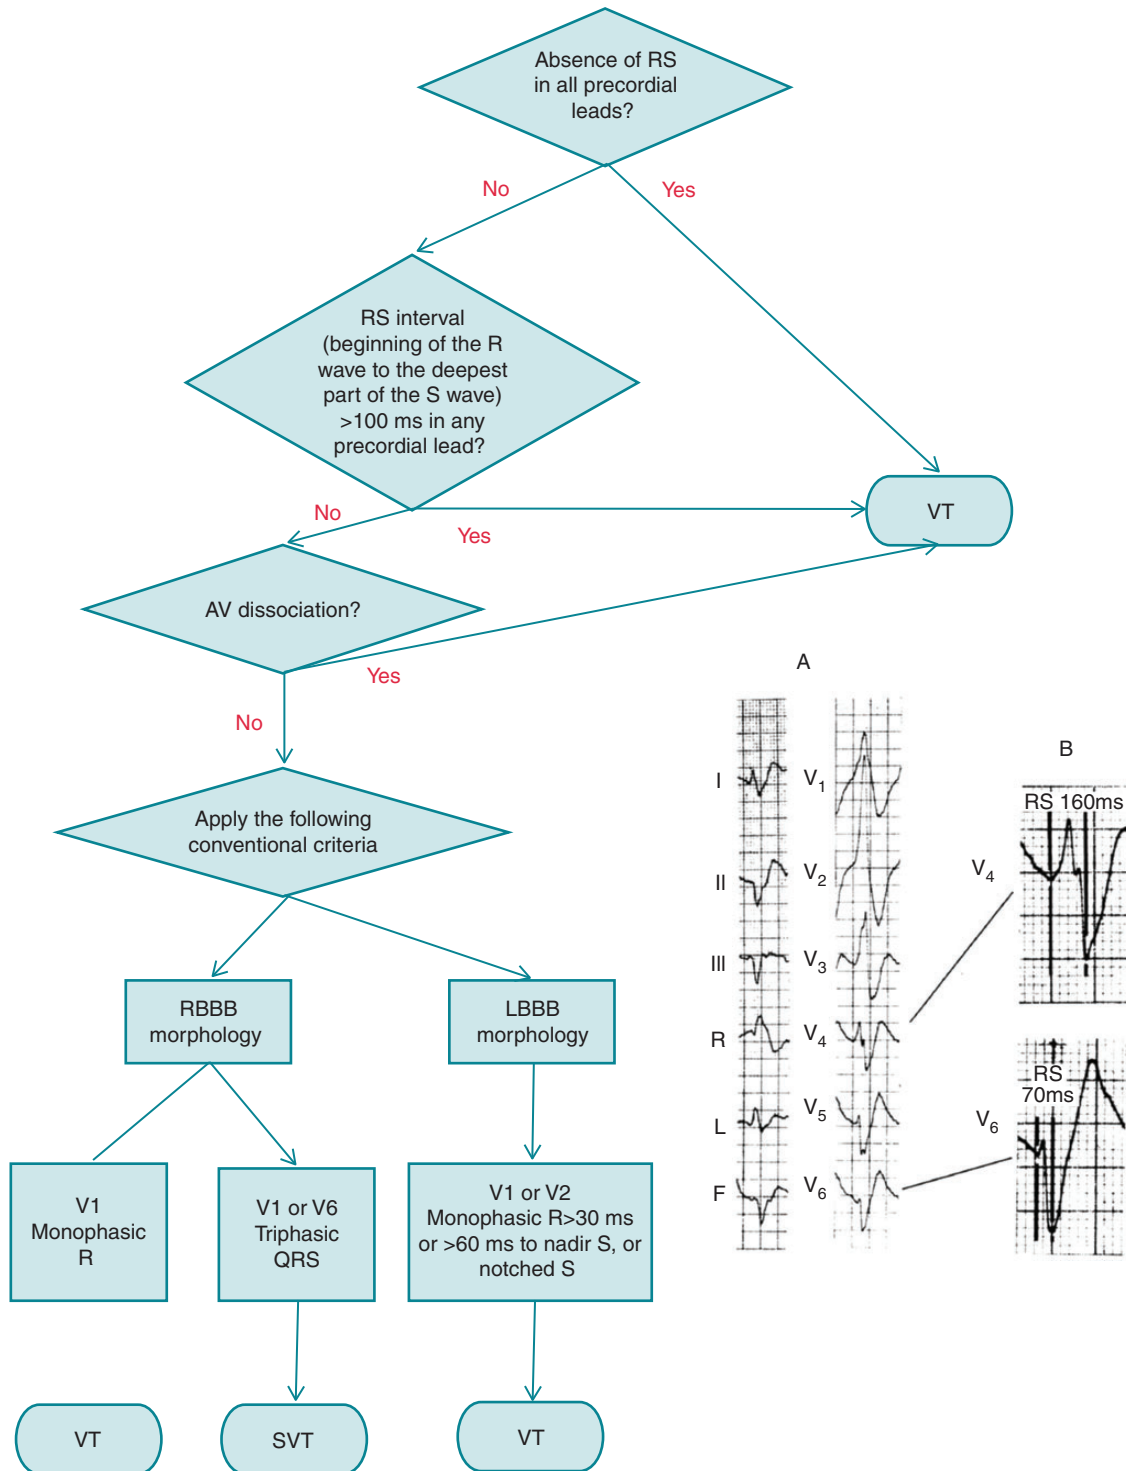 Absence of RS
in all precordial
leads?
No
Yes
RS interval
(beginning of the R
wave to the deepest
part of the S wave)
>100 ms in any
precordial lead?
No
Yes
VT
AV dissociation?
Yes
No
Apply the following
conventional criteria
RBBB
morphology
LBBB
morphology
V1
Monophasic
R
V1 or V6
Triphasic
QRS
V1 or V2
Monophasic R>30 ms
or >60 ms to nadir S, or
notched S
VT
SVT
VT
A
I
II
III
R
L
F
V1
V2
V3
V4
V5
V6
B
RS 160ms
V4
RS
70ms
V6